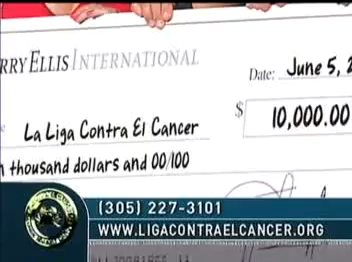 RRY ELLIS INTERNATIONAL
Date: June 5, 2
$ 10,000.00
La Liga Contra El Cancer
n thousand dollars and 00/100
(305) 227-3101
WWW.LIGACONTRAELCANCER.ORG